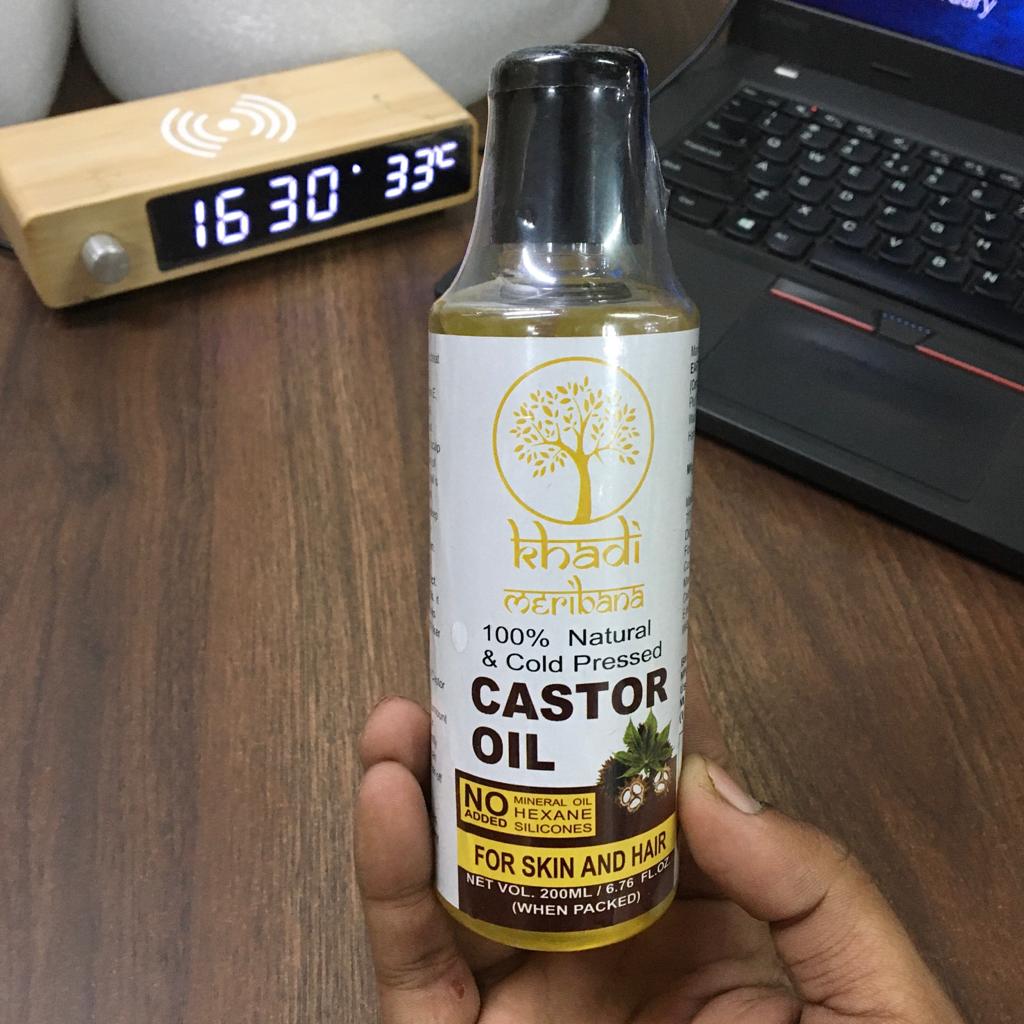 16 30 33°C
khadi
meribana
100% Natural
& Cold Pressed
CASTOR
OIL
NO
ADDED
MINERAL OIL
HEXANE
SILICONES
FOR SKIN AND HAIR
NET VOL. 200ML / 6.76 FL.OZ
(WHEN PACKED)